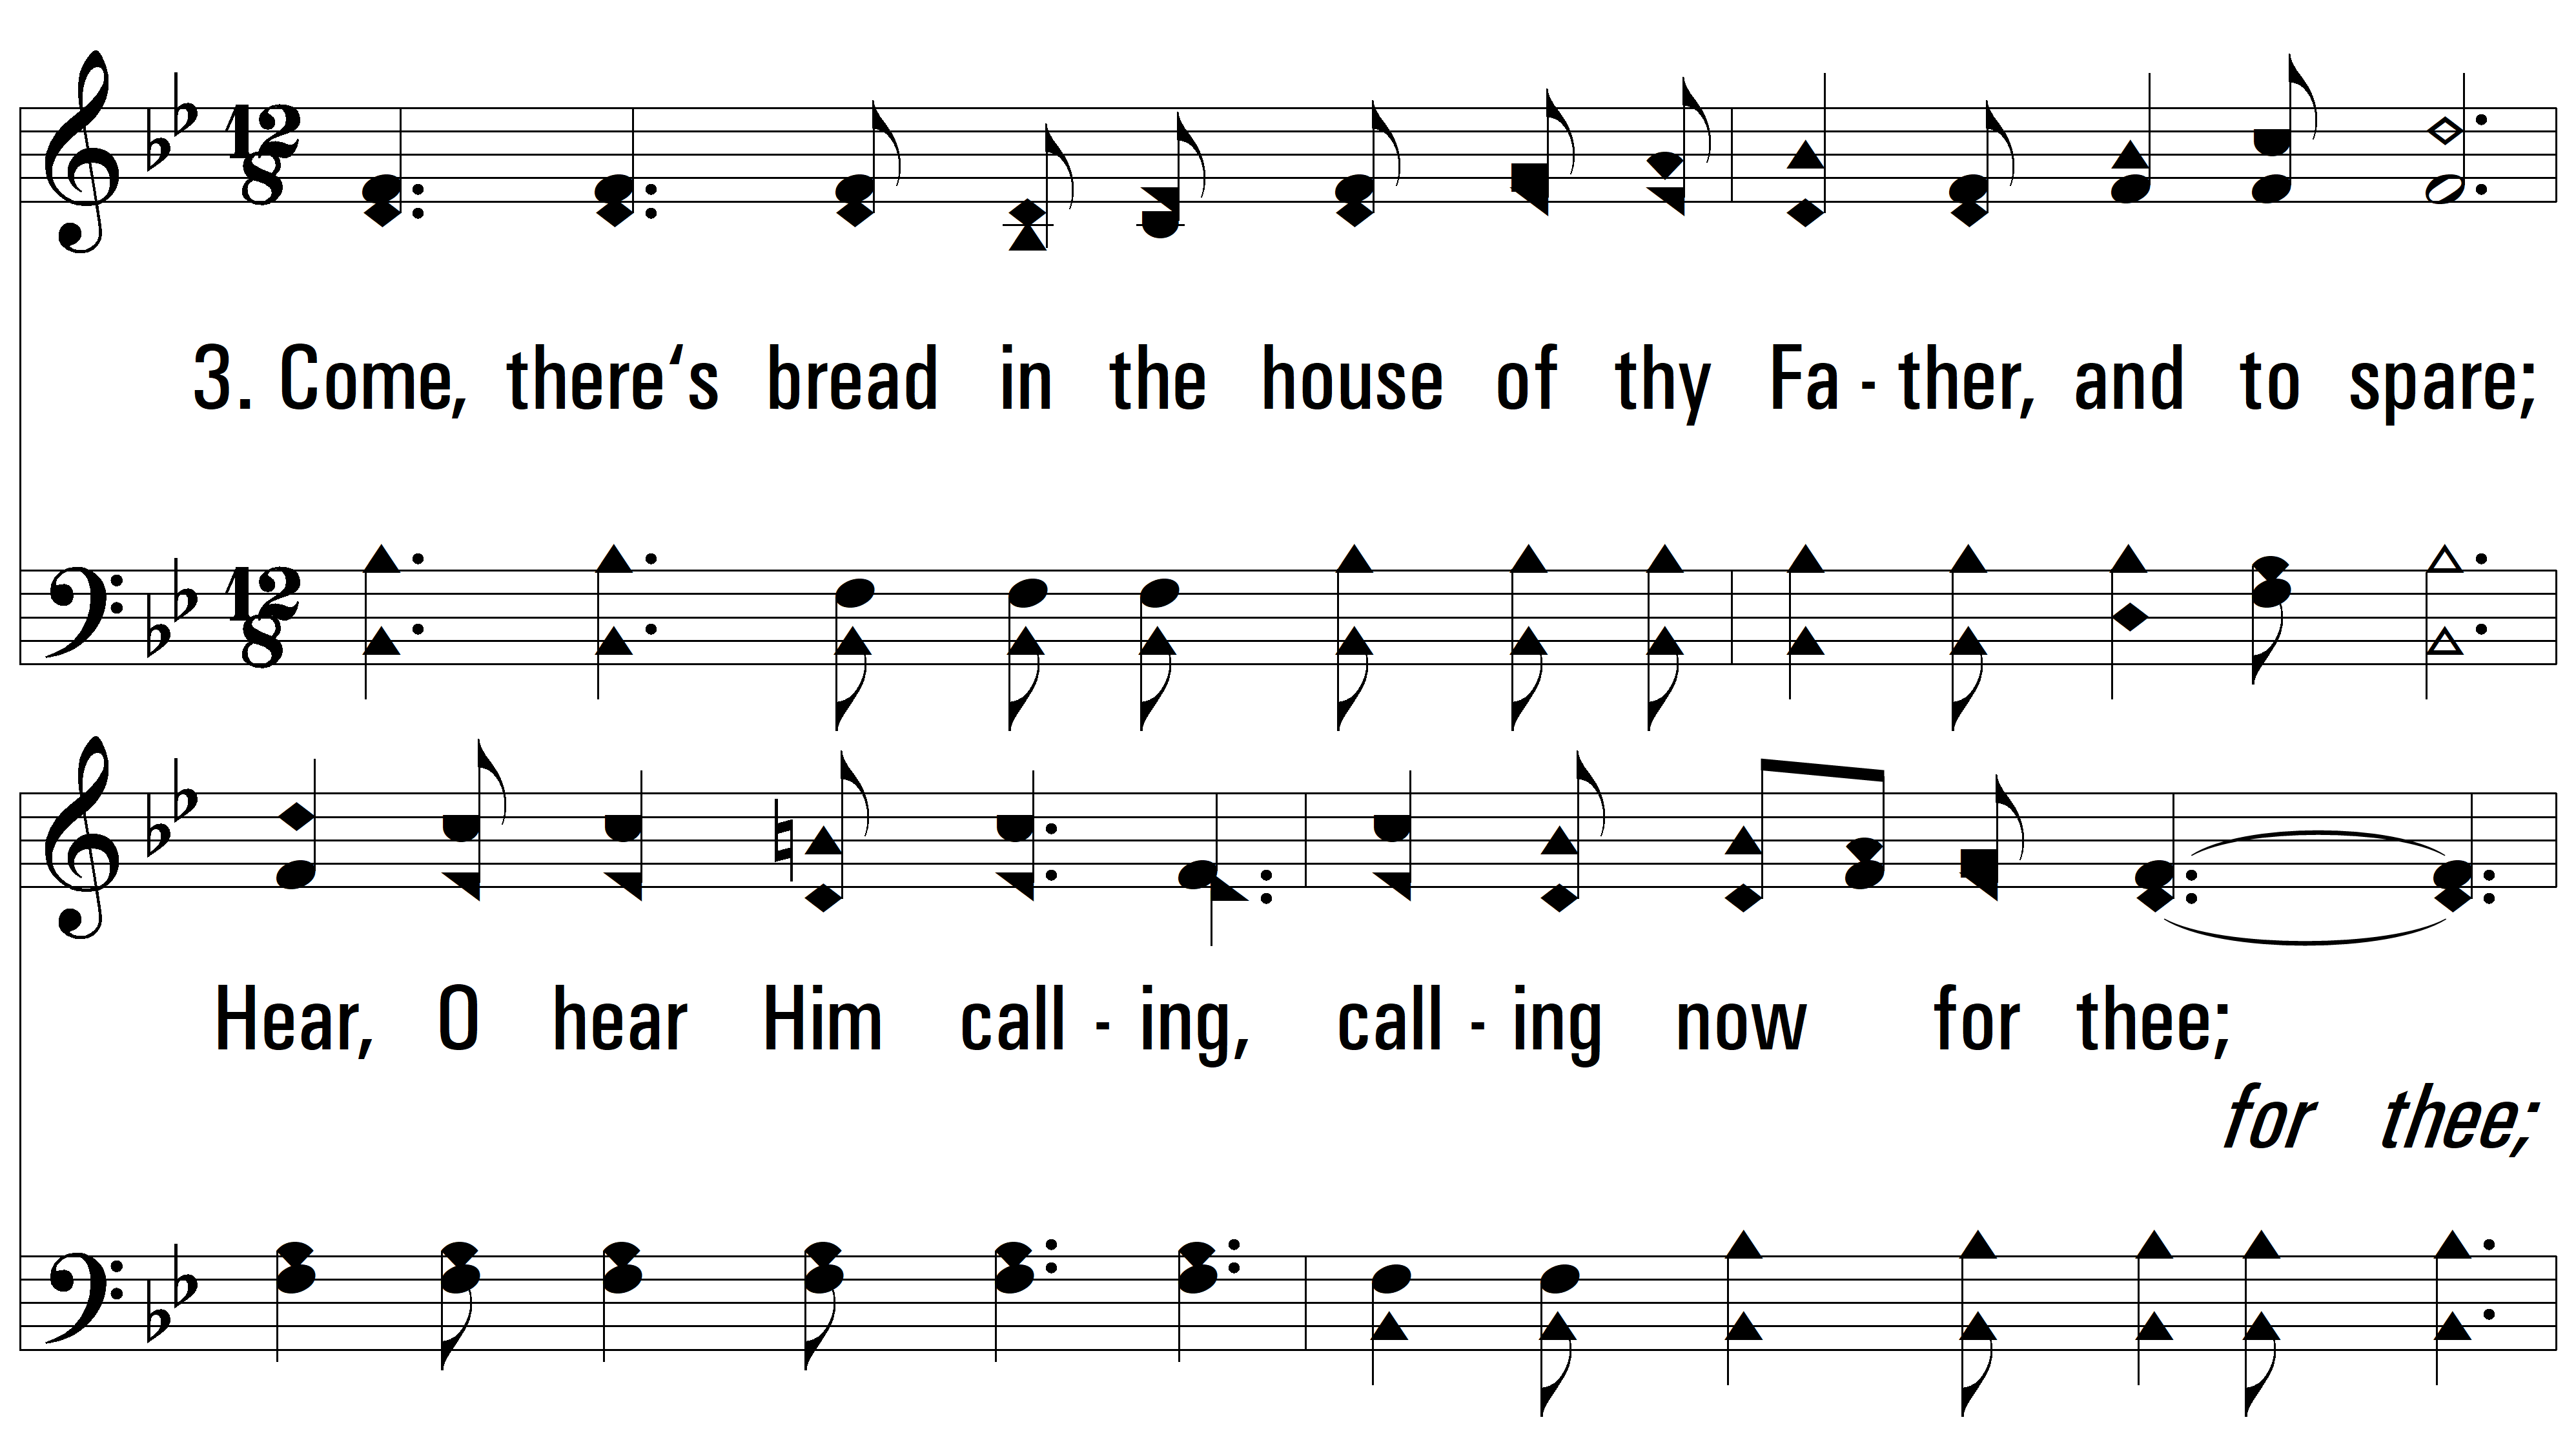 3. Come, there‘s bread in the house of thy Fa - ther, and to spare;
Hear, O hear Him call - ing, call - ing now for thee;
for thee;